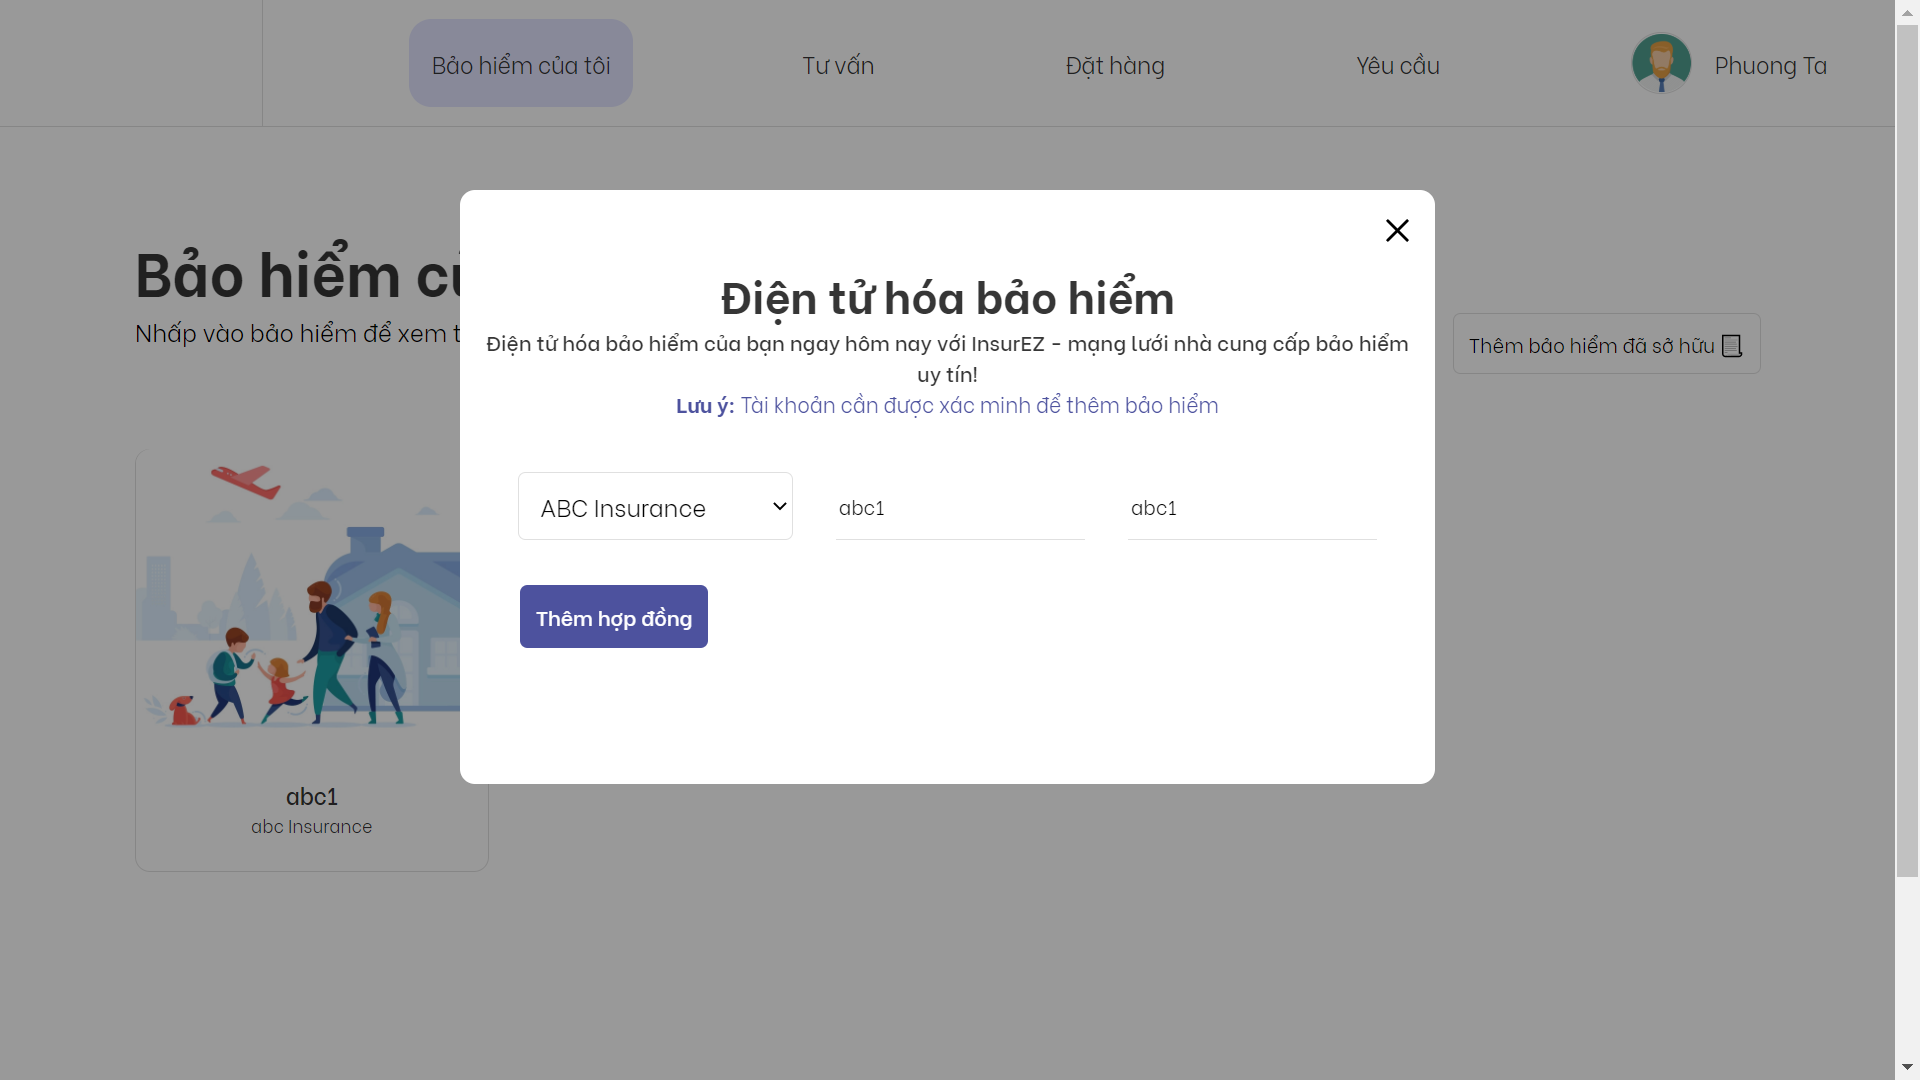 Bảo hiểm của tôi
Tư vấn
Đặt hàng
Yêu cầu
Phuong Ta
Bảo hiểm
Nhấp vào bảo hiểm để xem
Thêm bảo hiểm đã sở hữu
Điện tử hóa bảo hiểm
Điện tử hóa bảo hiểm của bạn ngay hôm nay với InsurEZ - mạng lưới nhà cung cấp bảo hiểm
uy tín!
Lưu ý: Tài khoản cần được xác minh để thêm bảo hiểm
ABC Insurance
abc1
abc1
Thêm hợp đồng
abc1
abc Insurance